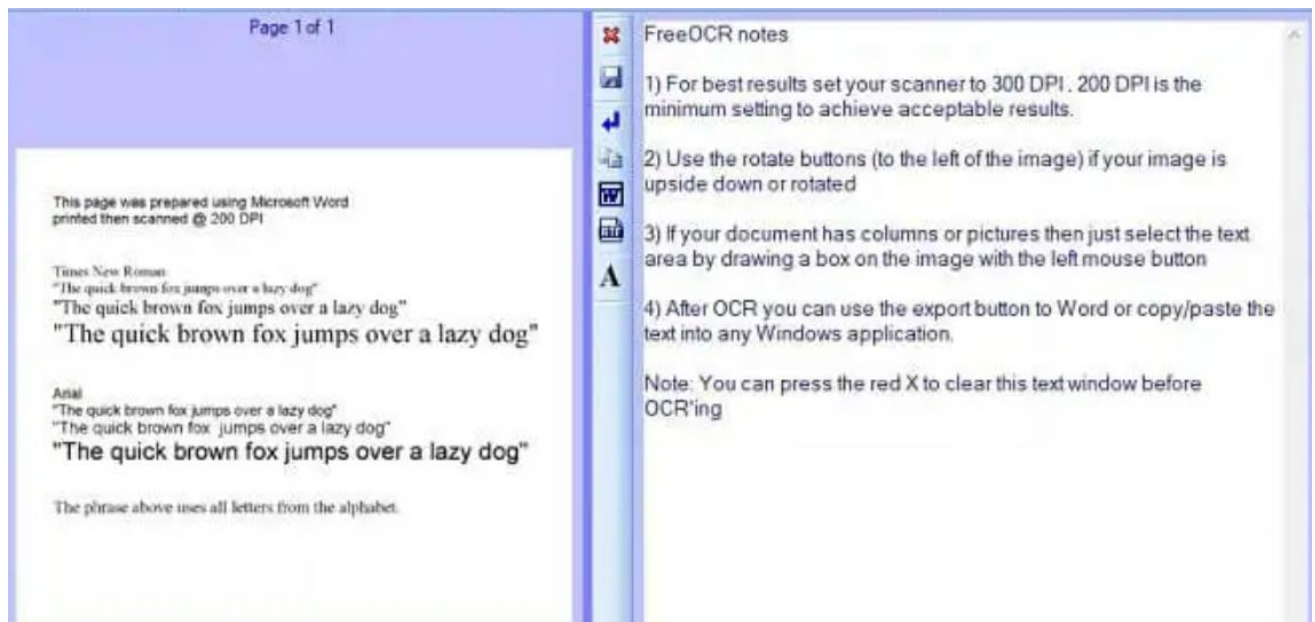 Page 1 of 1
This page was prepared using Microsoft Word
printed then scanned @ 200 DPI
Times New Roman
"The quick brown fox jumps over a lazy dog"
"The quick brown fox jumps over a lazy dog"
"The quick brown fox jumps over a lazy dog"
Arial
"The quick brown fox jumps over a lazy dog"
"The quick brown fox jumps over a lazy dog"
"The quick brown fox jumps over a lazy dog"
The phrase above uses all letters from the alphabet.
A
FreeOCR notes
1) For best results set your scanner to 300 DPI . 200 DPI is the
minimum setting to achieve acceptable results.
2) Use the rotate buttons (to the left of the image) if your image is
upside down or rotated
3) If your document has columns or pictures then just select the text
area by drawing a box on the image with the left mouse button
4) After OCR you can use the export button to Word or copy/paste the
text into any Windows application.
Note: You can press the red X to clear this text window before
OCR'ing